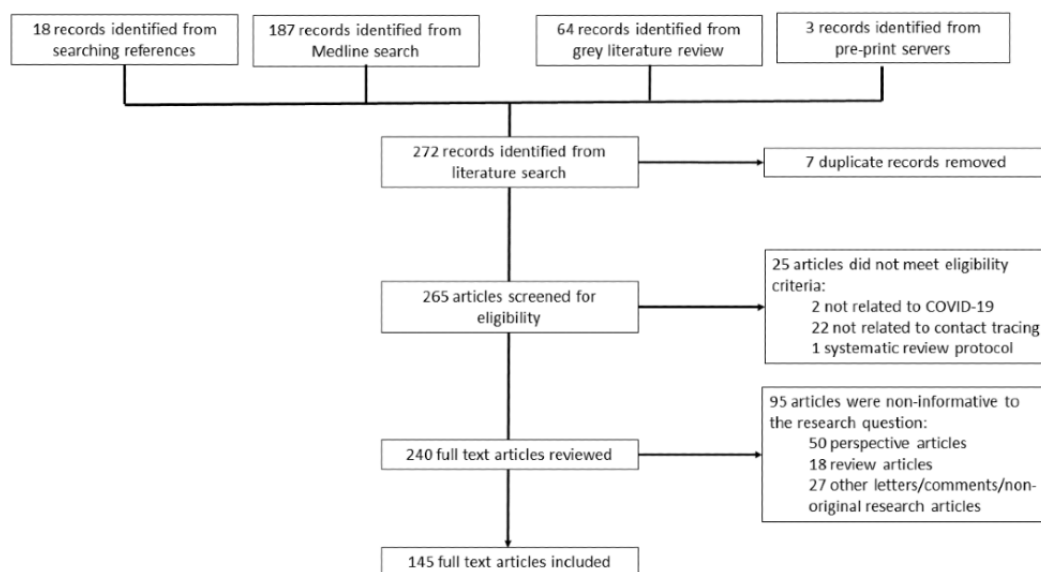 18 records identified from
searching references
187 records identified from
Medline search
64 records identified from
grey literature review
3 records identified from
pre-print servers
272 records identified from
literature search
7 duplicate records removed
265 articles screened for
eligibility
25 articles did not meet eligibility
criteria:
2 not related to COVID-19
22 not related to contact tracing
1 systematic review protocol
240 full text articles reviewed
95 articles were non-informative to
the research question:
50 perspective articles
18 review articles
27 other letters/comments/non-
original research articles
145 full text articles included